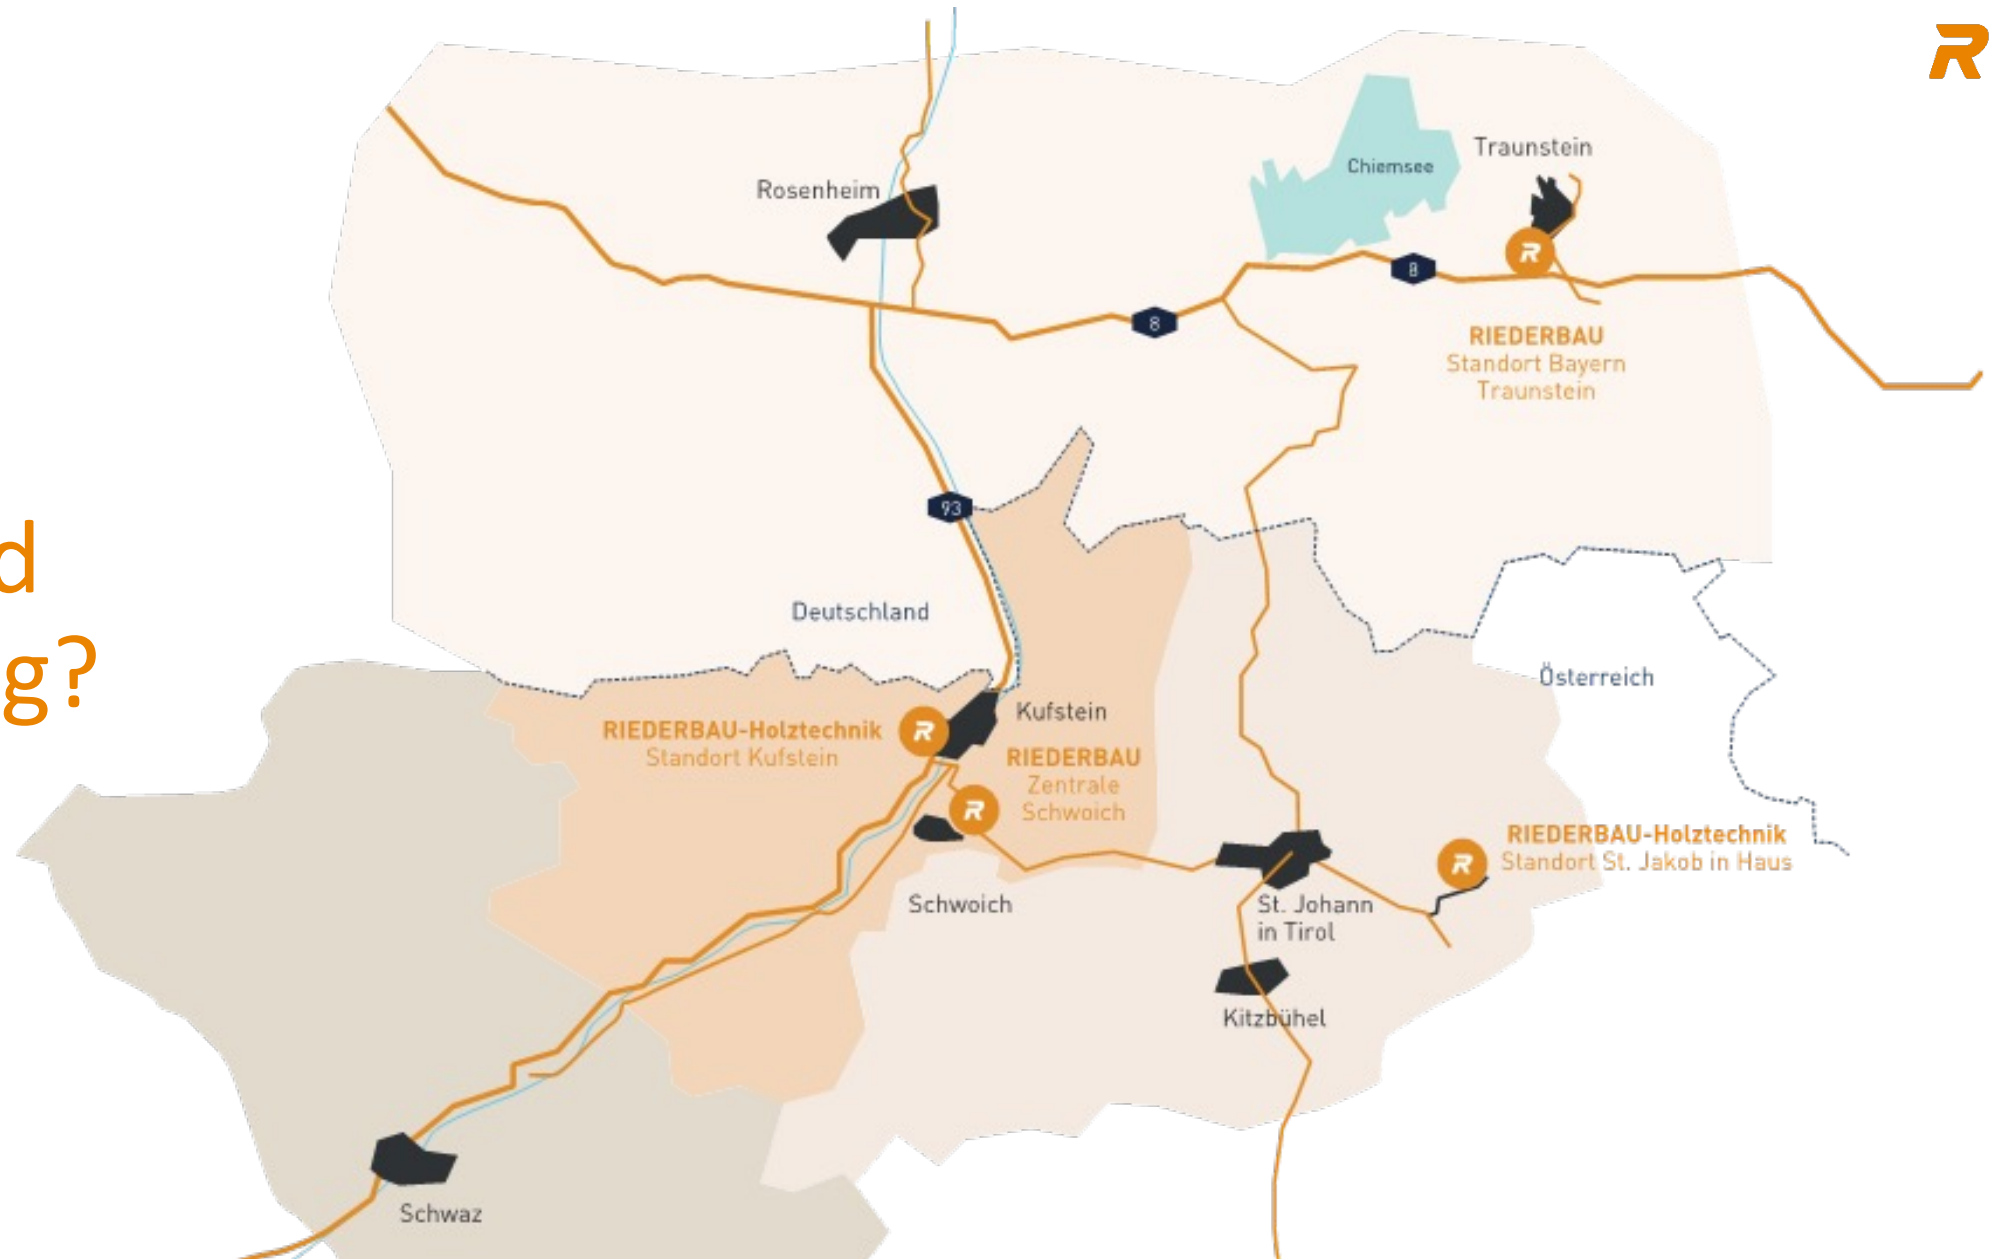 R
Traunstein
Chiemsee
Rosenheim
R
8
8
RIEDERBAU
Standort Bayern
Traunstein
93
d
g?
Deutschland
Österreich
Kufstein
RIEDERBAU-Holztechnik
Standort Kufstein
R
RIEDERBAU
Zentrale
Schwoich
R
RIEDERBAU-Holztechnik
Standort St. Jakob in Haus
R
Schwoich
St. Johann
in Tirol
Kitzbühel
Schwaz